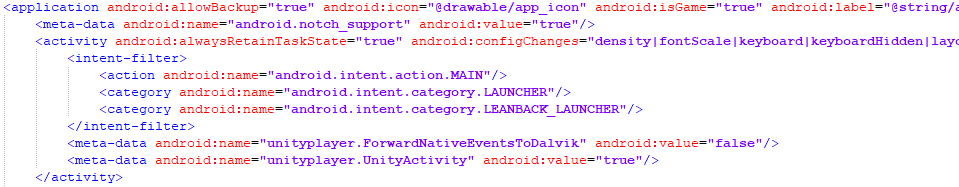 <application android:allowBackup="true" android:icon="@drawable/app_icon" android:isGame="true" android:label="@string/
<meta-data android:name="android.notch_support" android:value="true"/>
<activity android:alwaysRetainTaskState="true" android:configChanges="density|fontScale|keyboard|keyboardHidden|
<intent-filter>
<action android:name="android.intent.action.MAIN"/>
<category android:name="android.intent.category.LAUNCHER"/>
<category android:name="android.intent.category.LEANBACK_LAUNCHER"/>
</intent-filter>
<meta-data android:name="unityplayer.ForwardNativeEventsToDalvik" android:value="false"/>
<meta-data android:name="unityplayer.UnityActivity" android:value="true"/>
</activity>